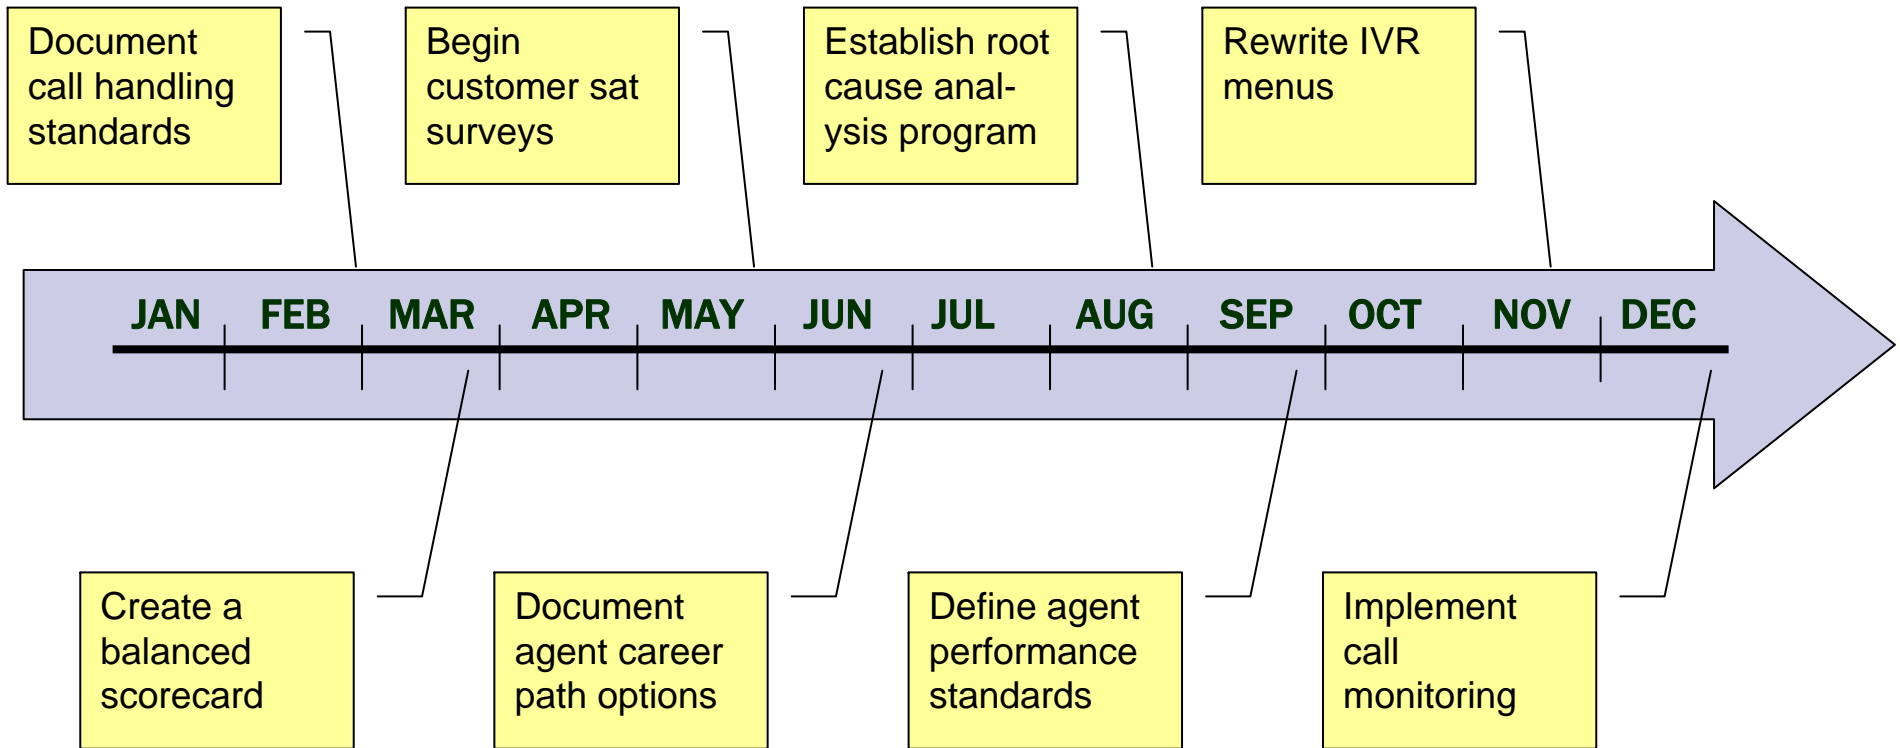 Document
call handling
standards
Begin
customer sat
surveys
Establish root
cause anal-
ysis program
Rewrite IVR
menus
JAN FEB MAR APR MAY JUN JUL AUG SEP OCT NOV DEC
Create a
balanced
scorecard
Document
agent career
path options
Define agent
performance
standards
Implement
call
monitoring